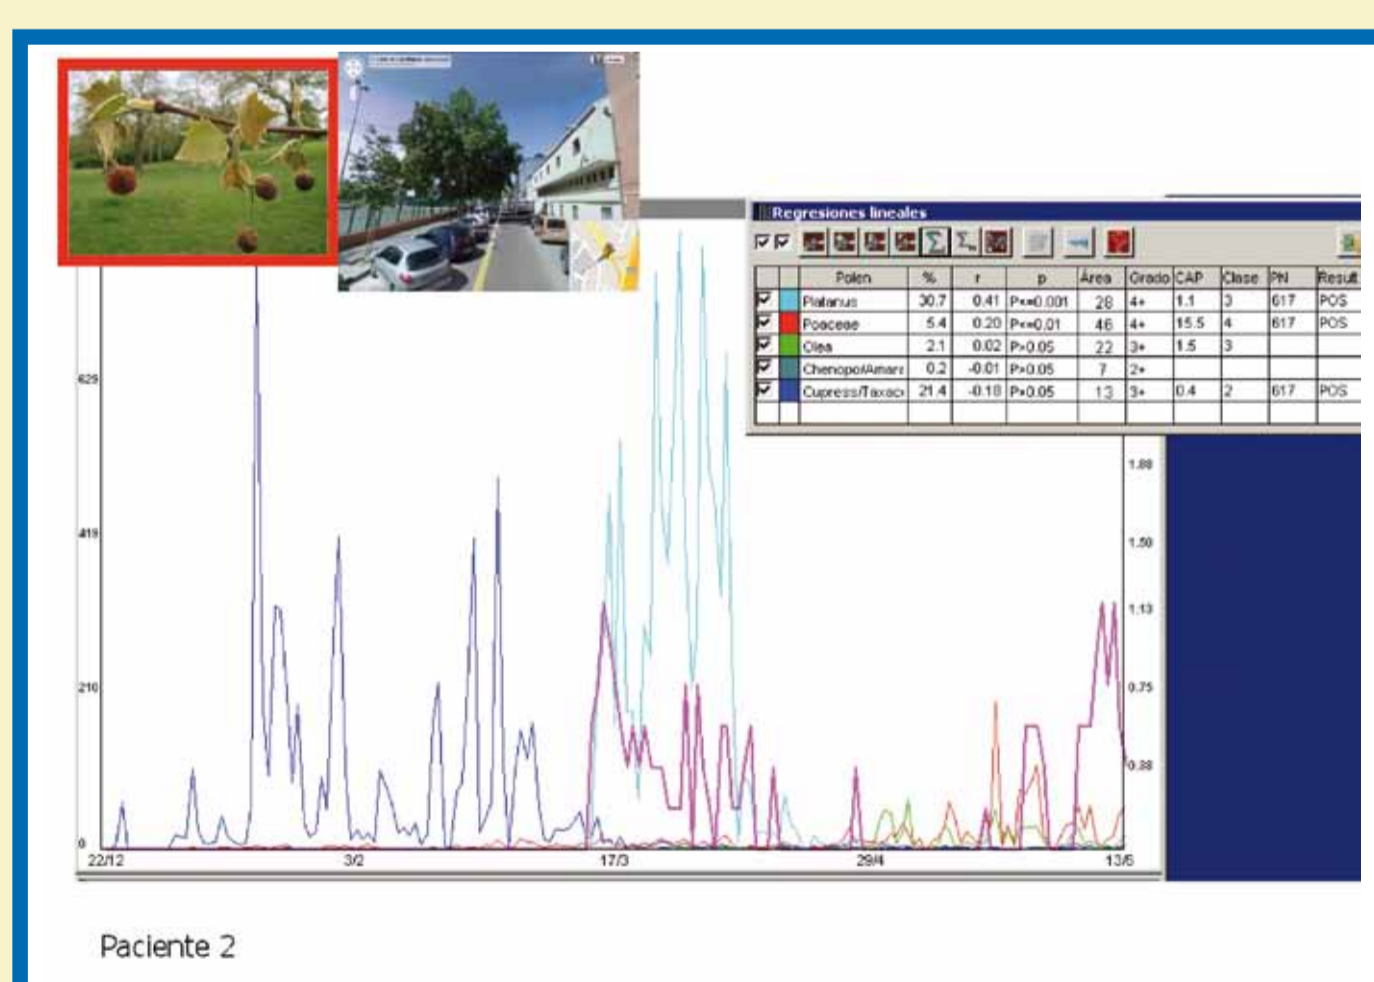 Regresiones lineales
Polen % r p Área Grado CAP Clase PN Result.
Platanus 30.7 0.41 P<=0.001 28 4+ 1.1 3 617 POS
Poaceae 5.4 0.20 P<=0.01 46 4+ 15.5 4 617 POS
Olea 2.1 0.02 P>0.05 22 3+ 1.5 3
Chenopo/Amara 0.2 -0.01 P>0.05 7 2+
Cupress/Taxac 21.4 -0.18 P>0.05 13 3+ 0.4 2 617 POS
629
419
210
0
1.88
1.50
1.13
0.75
0.38
22/12 3/2 17/3 29/4 13/6
Paciente 2